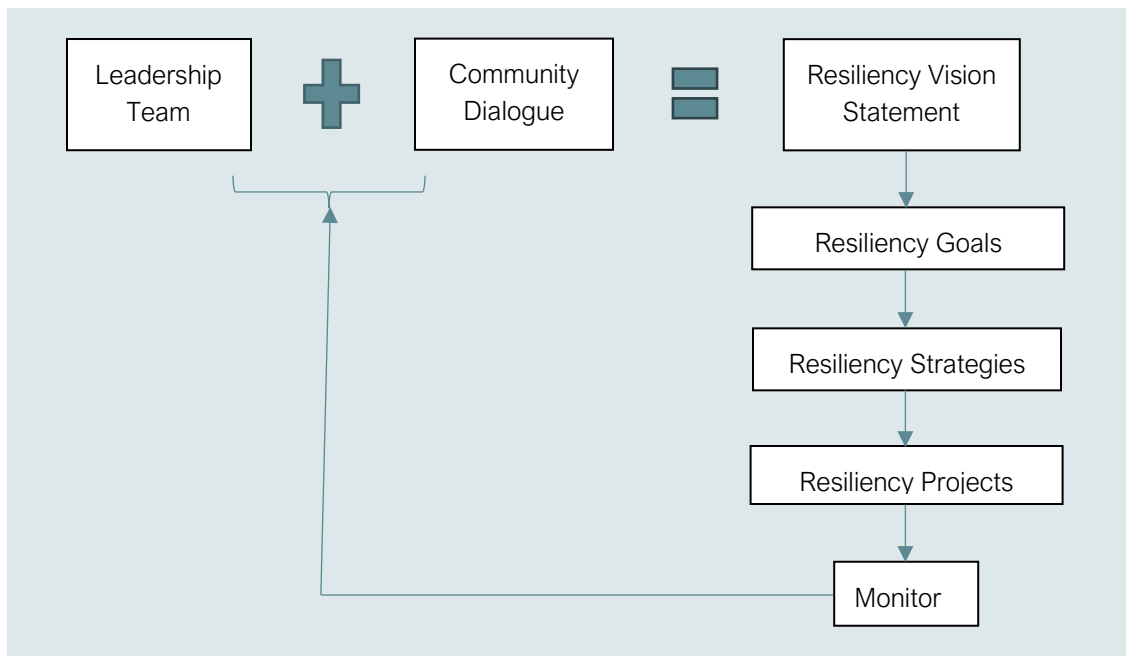 Leadership
Team
Community
Dialogue
Resiliency Vision
Statement
Resiliency Goals
Resiliency Strategies
Resiliency Projects
Monitor